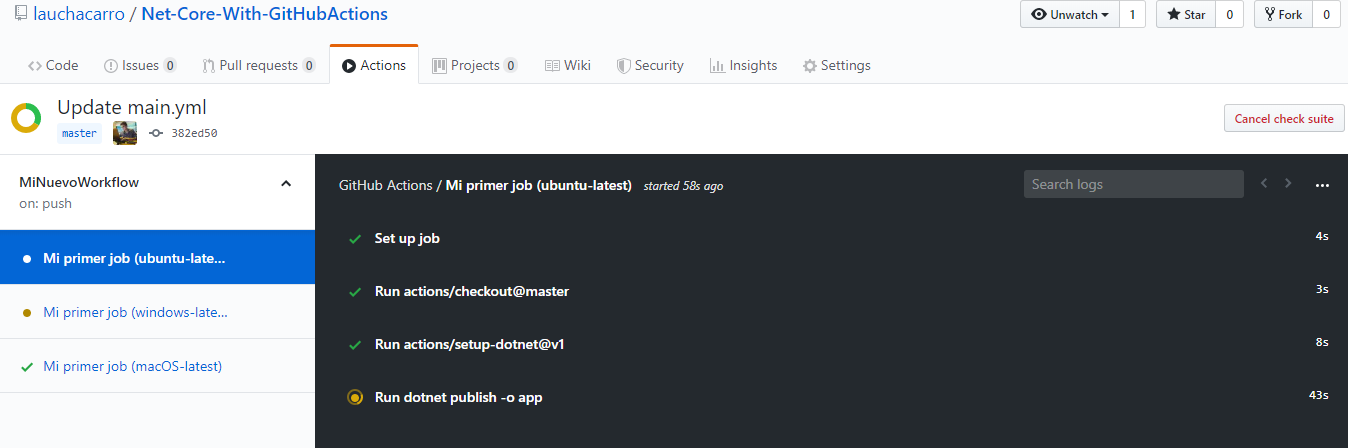 lauchacarro / Net-Core-With-GitHubActions
Unwatch 1 Star 0 Fork 0
Code Issues 0 Pull requests 0 Actions Projects 0 Wiki Security Insights Settings
Update main.yml
master 382ed50
Cancel check suite
MiNuevoWorkflow
on: push
Mi primer job (ubuntu-late...
Mi primer job (windows-late...
Mi primer job (macOS-latest)
GitHub Actions / Mi primer job (ubuntu-latest) started 58s ago
Search logs
Set up job 4s
Run actions/checkout@master 3s
Run actions/setup-dotnet@v1 8s
Run dotnet publish -o app 43s